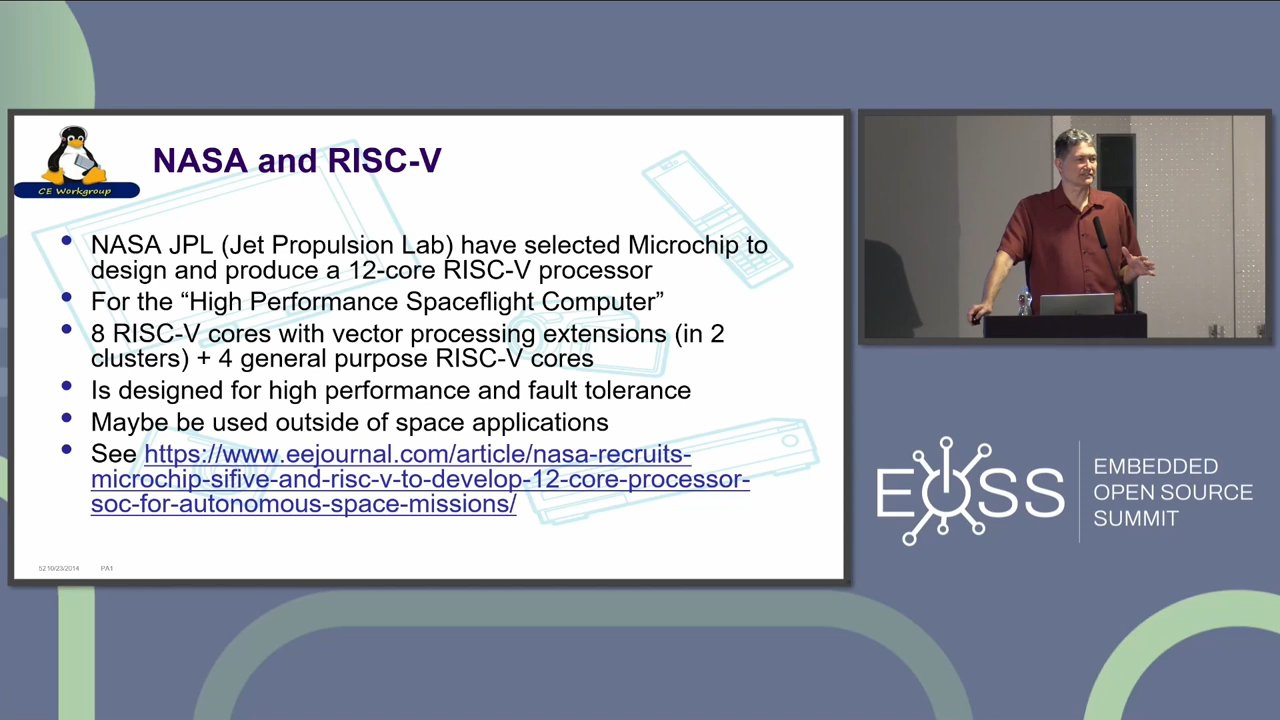 CE Workgroup
NASA and RISC-V
• NASA JPL (Jet Propulsion Lab) have selected Microchip to
design and produce a 12-core RISC-V processor
• For the “High Performance Spaceflight Computer”
• 8 RISC-V cores with vector processing extensions (in 2
clusters) + 4 general purpose RISC-V cores
• Is designed for high performance and fault tolerance
• Maybe be used outside of space applications
• See https://www.eejournal.com/article/nasa-recruits-
microchip-sifive-and-risc-v-to-develop-12-core-processor-
soc-for-autonomous-space-missions/
52 10/23/2014 PA1
EOSS
EMBEDDED
OPEN SOURCE
SUMMIT